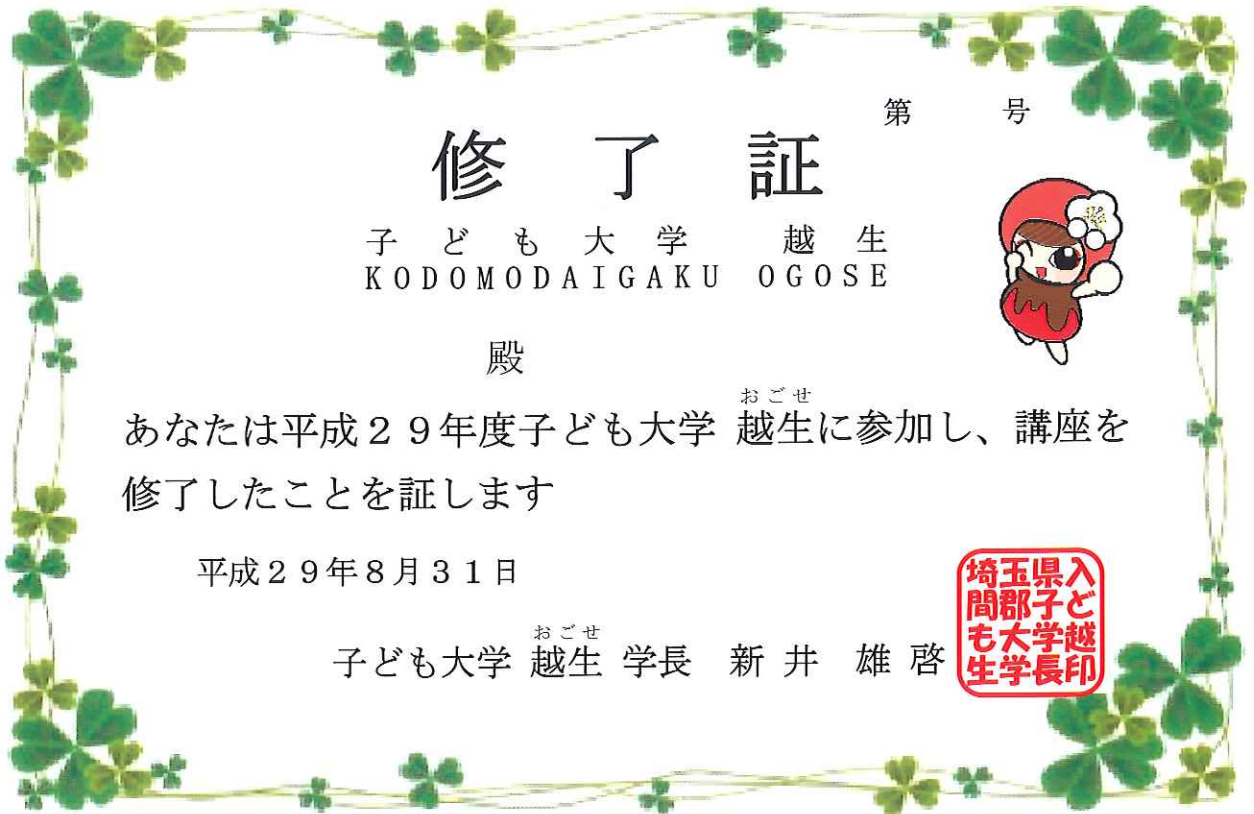 第　　号
修了証
子ども大学　越生
KODOMODAIGAKU OGOSE
殿
おごせ
あなたは平成２９年度子ども大学 越生に参加し、講座を
修了したことを証します
平成２９年８月３１日
おごせ
子ども大学 越生 学長　新井　雄啓
埼玉県入
間郡子ど
も大学越
生学長印